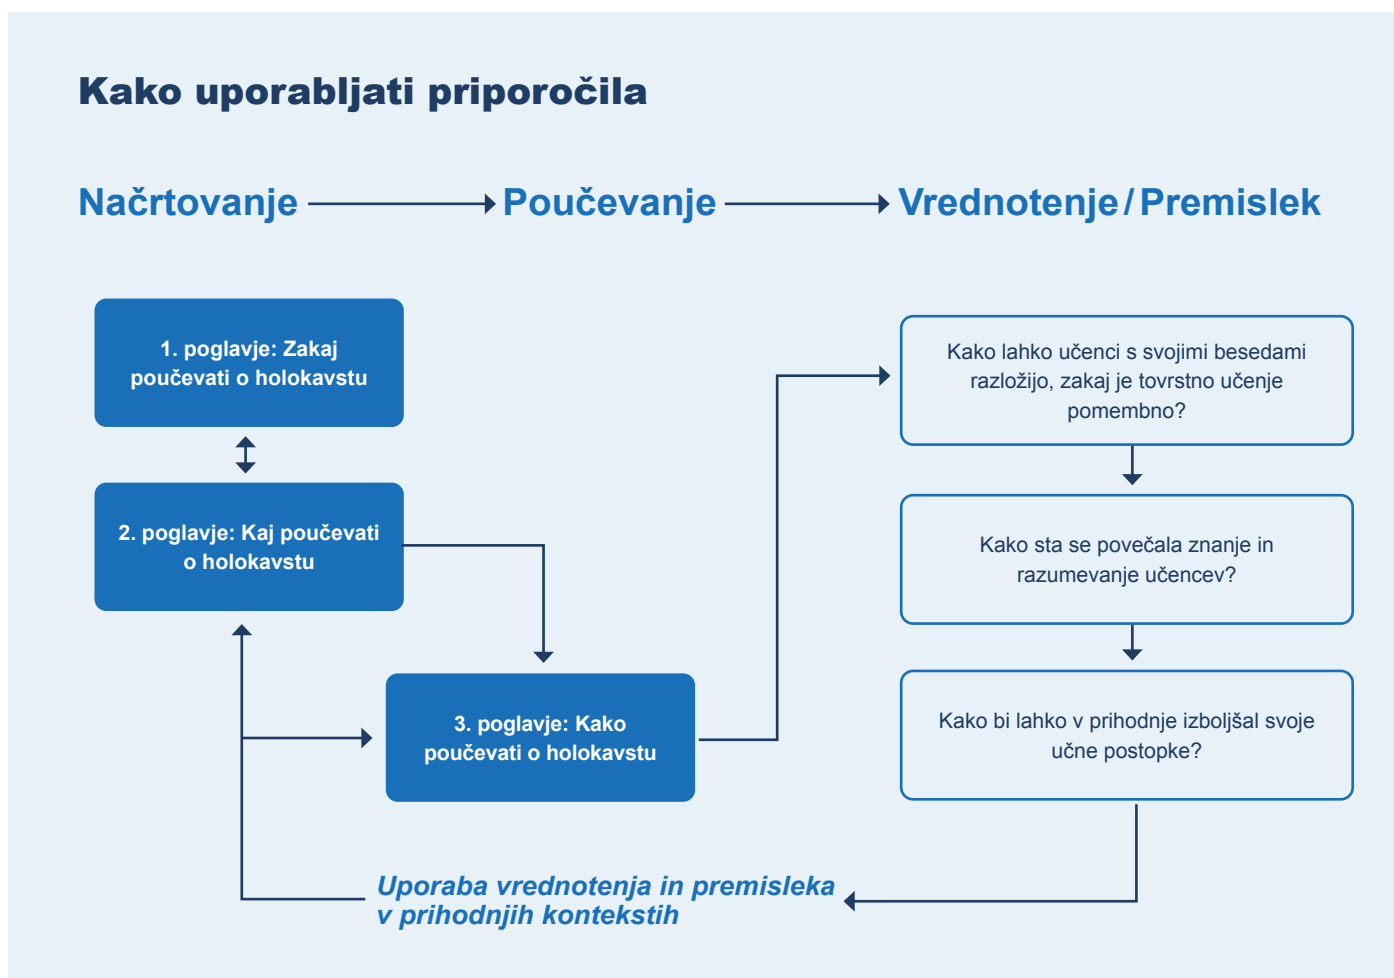 Kako uporabljati priporočila
Načrtovanje
Poučevanje
Vrednotenje / Premislek
1. poglavje: Zakaj
poučevati o holokavstu
2. poglavje: Kaj poučevati
o holokavstu
3. poglavje: Kako
poučevati o holokavstu
Kako lahko učenci s svojimi besedami
razložijo, zakaj je tovrstno učenje
pomembno?
Kako sta se povečala znanje in
razumevanje učencev?
Kako bi lahko v prihodnje izboljšal svoje
učne postopke?
Uporaba vrednotenja in premisleka
v prihodnjih kontekstih